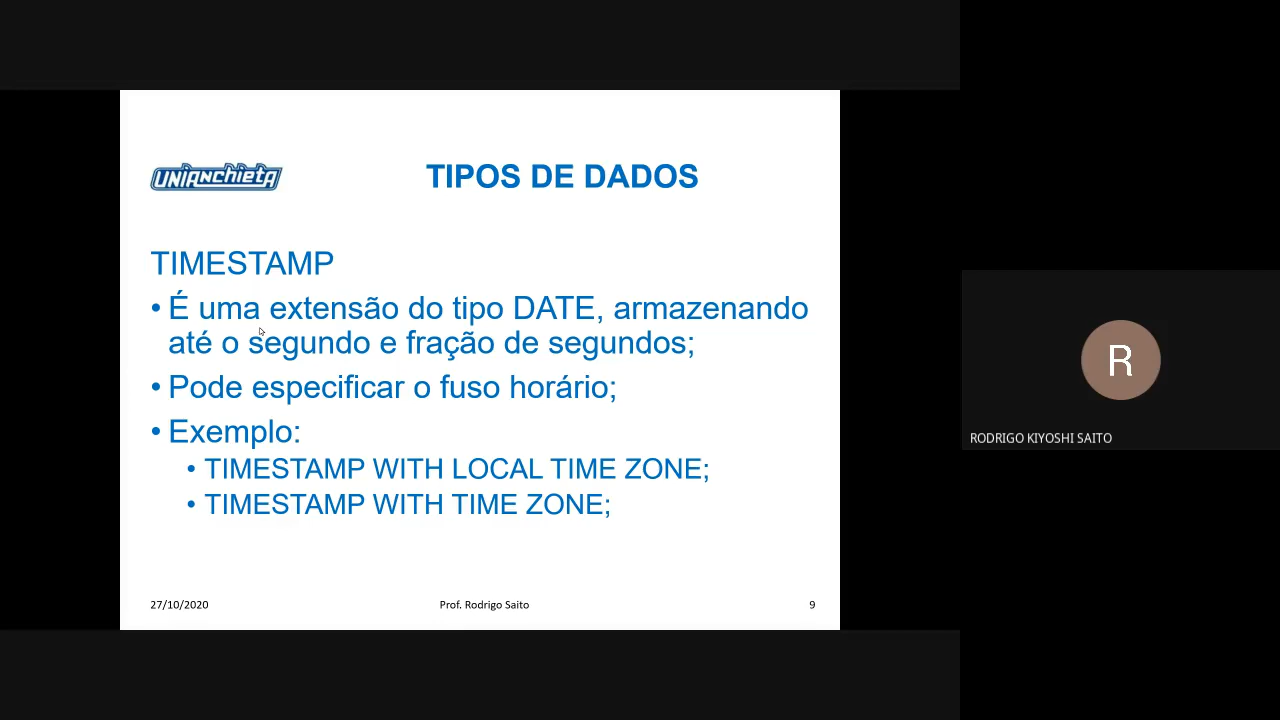 UNIANCHIETA
TIPOS DE DADOS
TIMESTAMP
• É uma extensão do tipo DATE, armazenando
até o segundo e fração de segundos;
• Pode especificar o fuso horário;
• Exemplo:
• TIMESTAMP WITH LOCAL TIME ZONE;
• TIMESTAMP WITH TIME ZONE;
27/10/2020 Prof. Rodrigo Saito 9
R
RODRIGO KIYOSHI SAITO